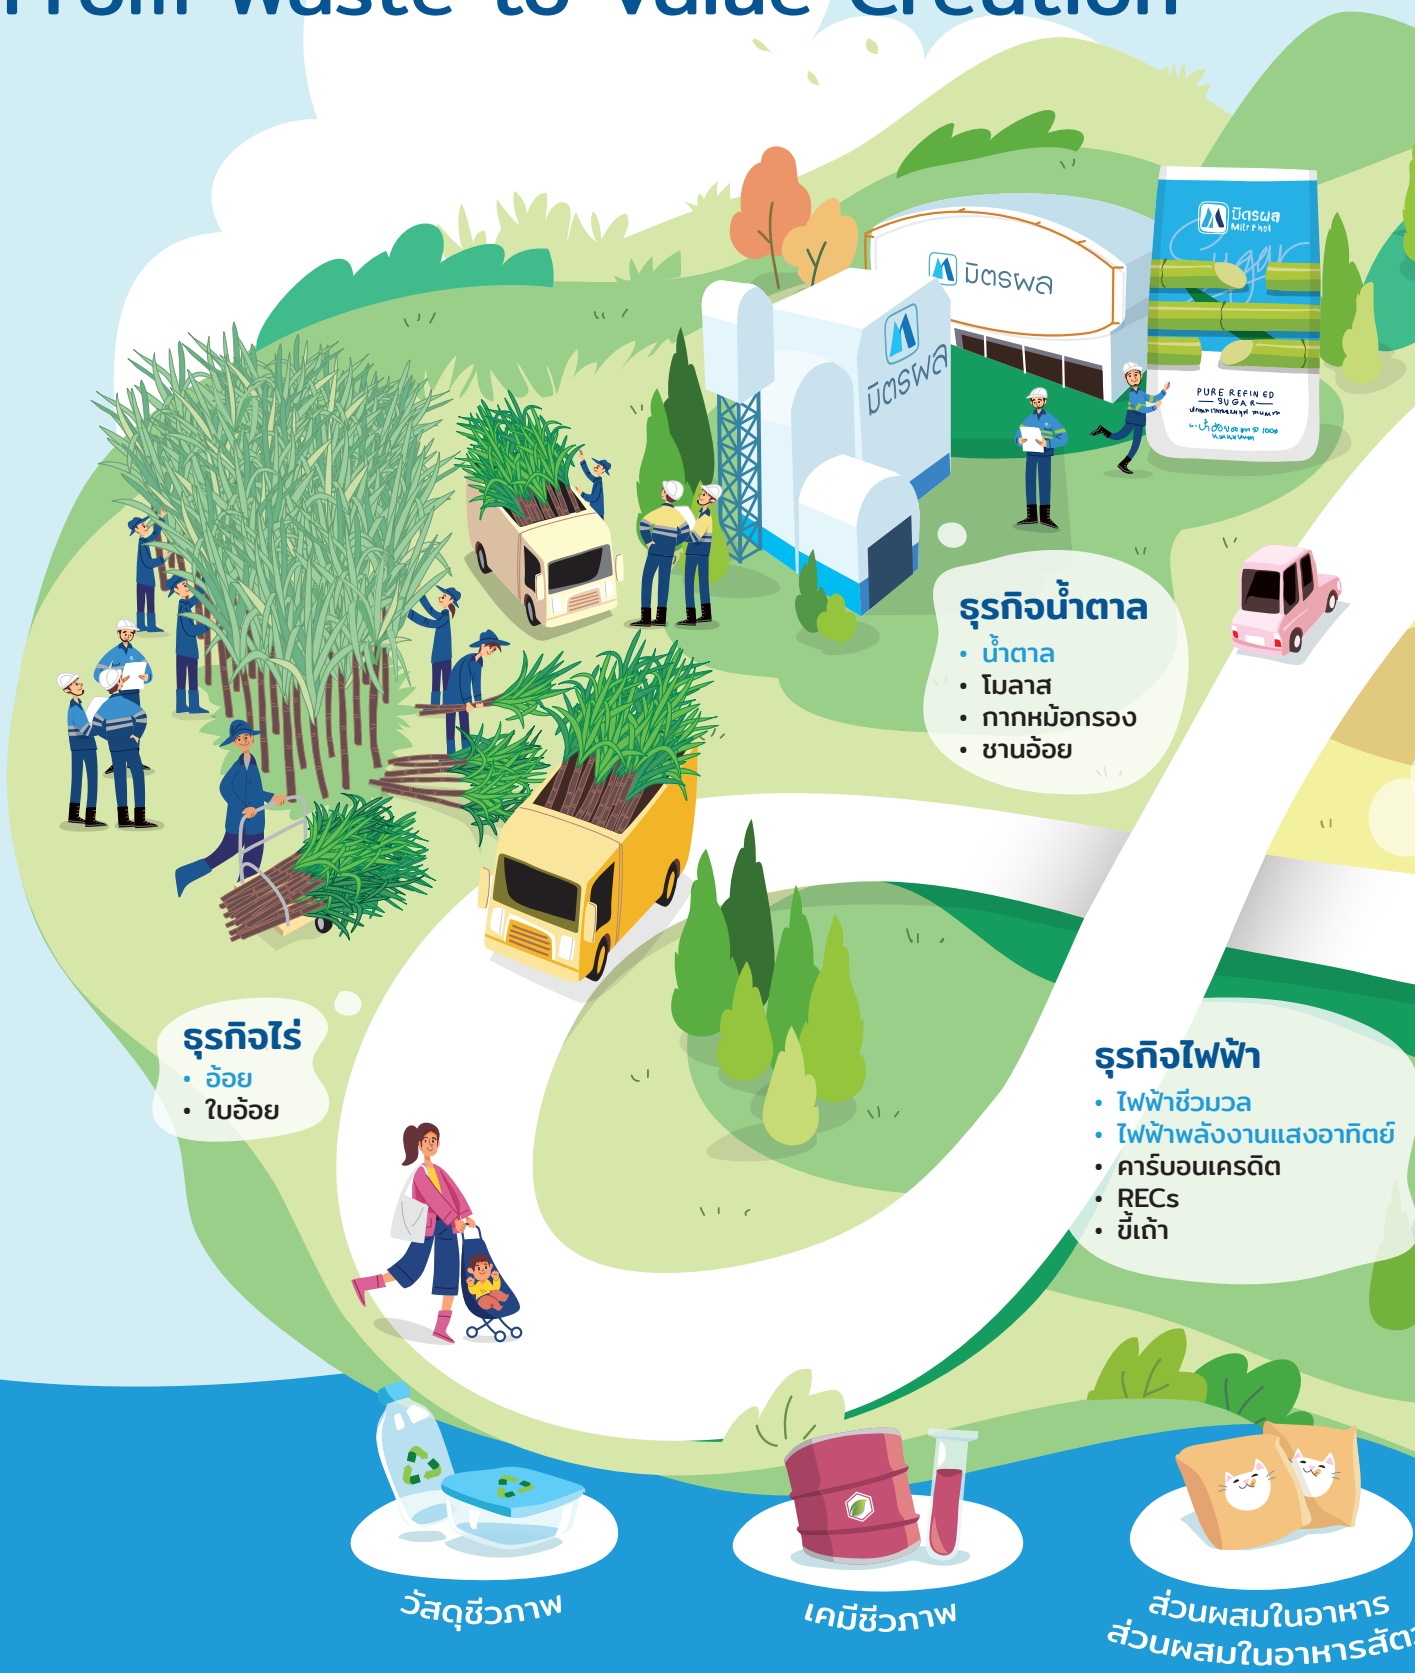 From Waste to Value Creation
มิตรผล
Mitr Phol
Sugar
มิตรผล
มิตรผล
PURE REFINED
SUGAR
ธุรกิจน้ำตาล
• น้ำตาล
• โมลาส
• กากหม้อกรอง
• ชานอ้อย
ธุรกิจไร่
• อ้อย
• ใบอ้อย
ธุรกิจไฟฟ้า
• ไฟฟ้าชีวมวล
• ไฟฟ้าพลังงานแสงอาทิตย์
• คาร์บอนเครดิต
• RECs
• ขี้เถ้า
วัสดุชีวภาพ
เคมีชีวภาพ
ส่วนผสมในอาหาร
ส่วนผสมในอาหารสัตว์